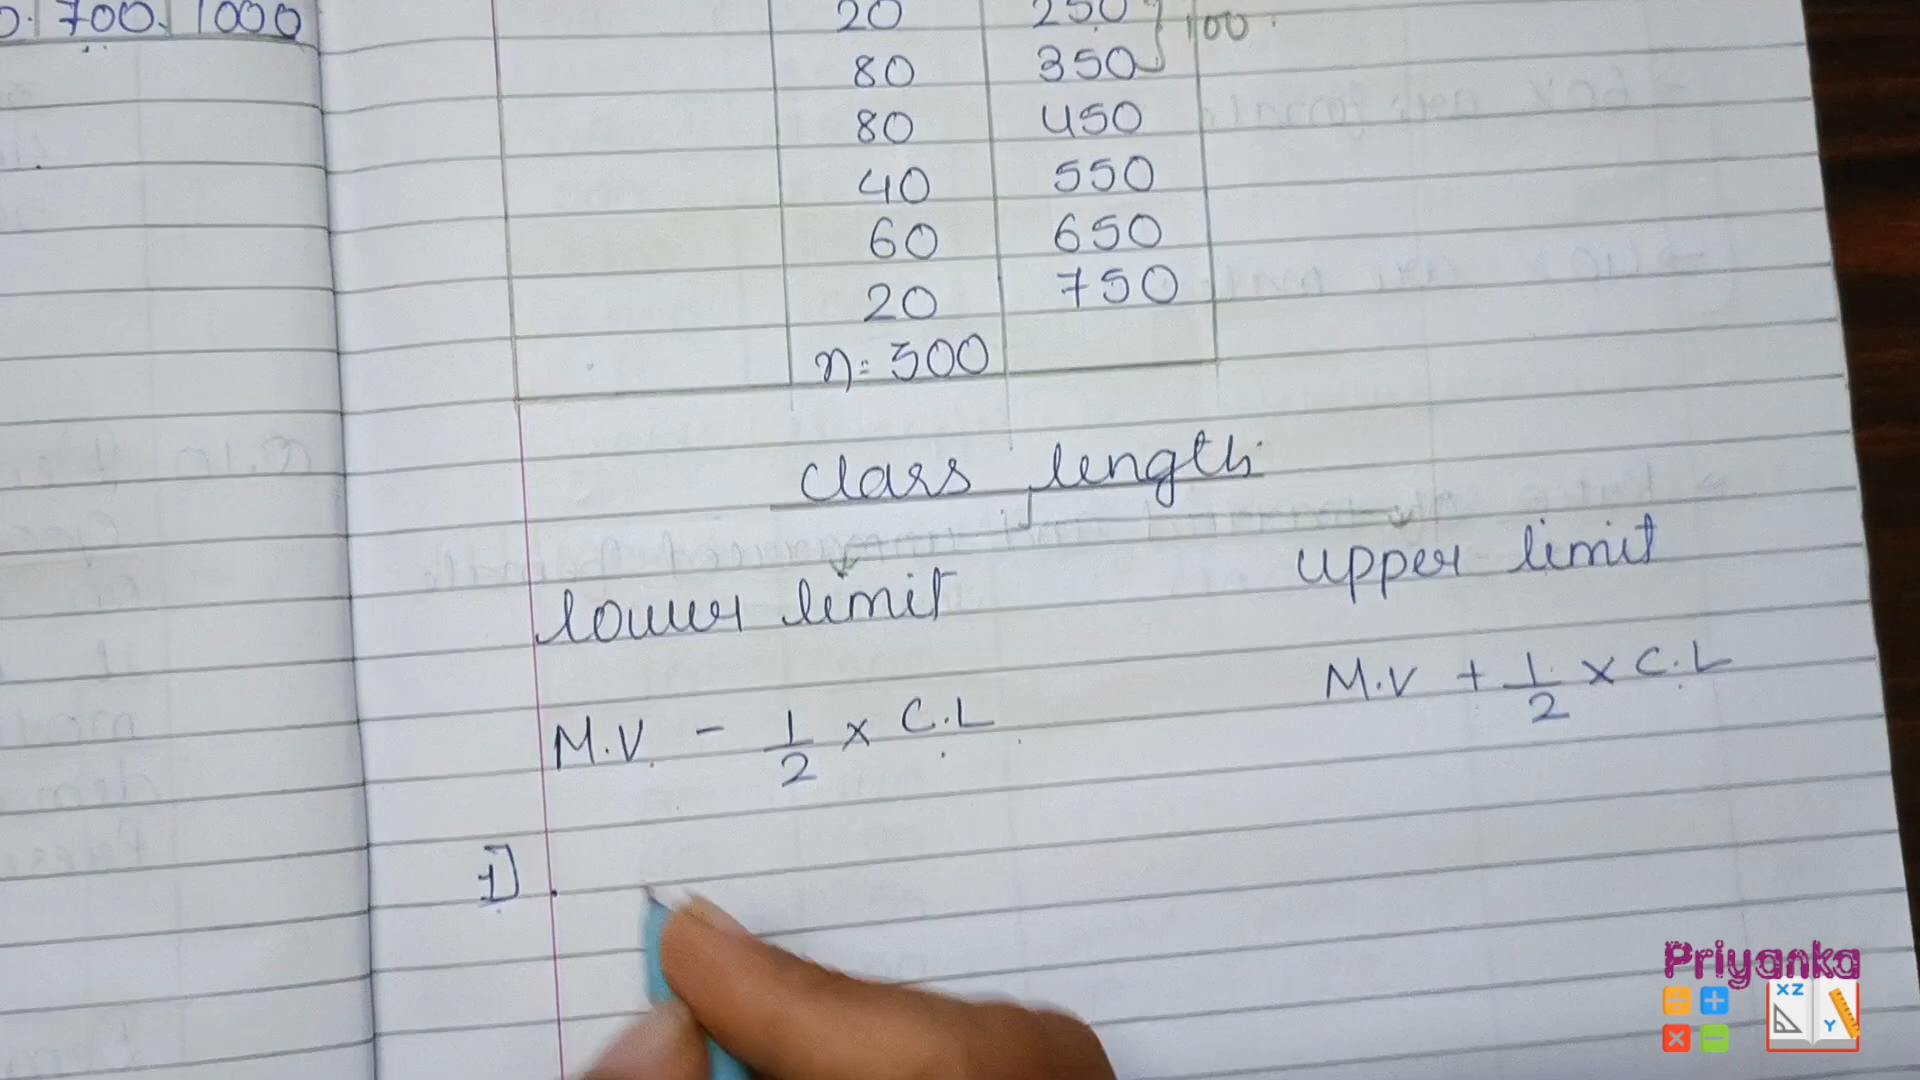 700. 1000
20 250 100
80 350
80 450
40 550
60 650
20 750
n = 300
class length
lower limit upper limit
M.V - 1/2 × C.L M.V + 1/2 × C.L
1]
Priyanka
XZ
Y